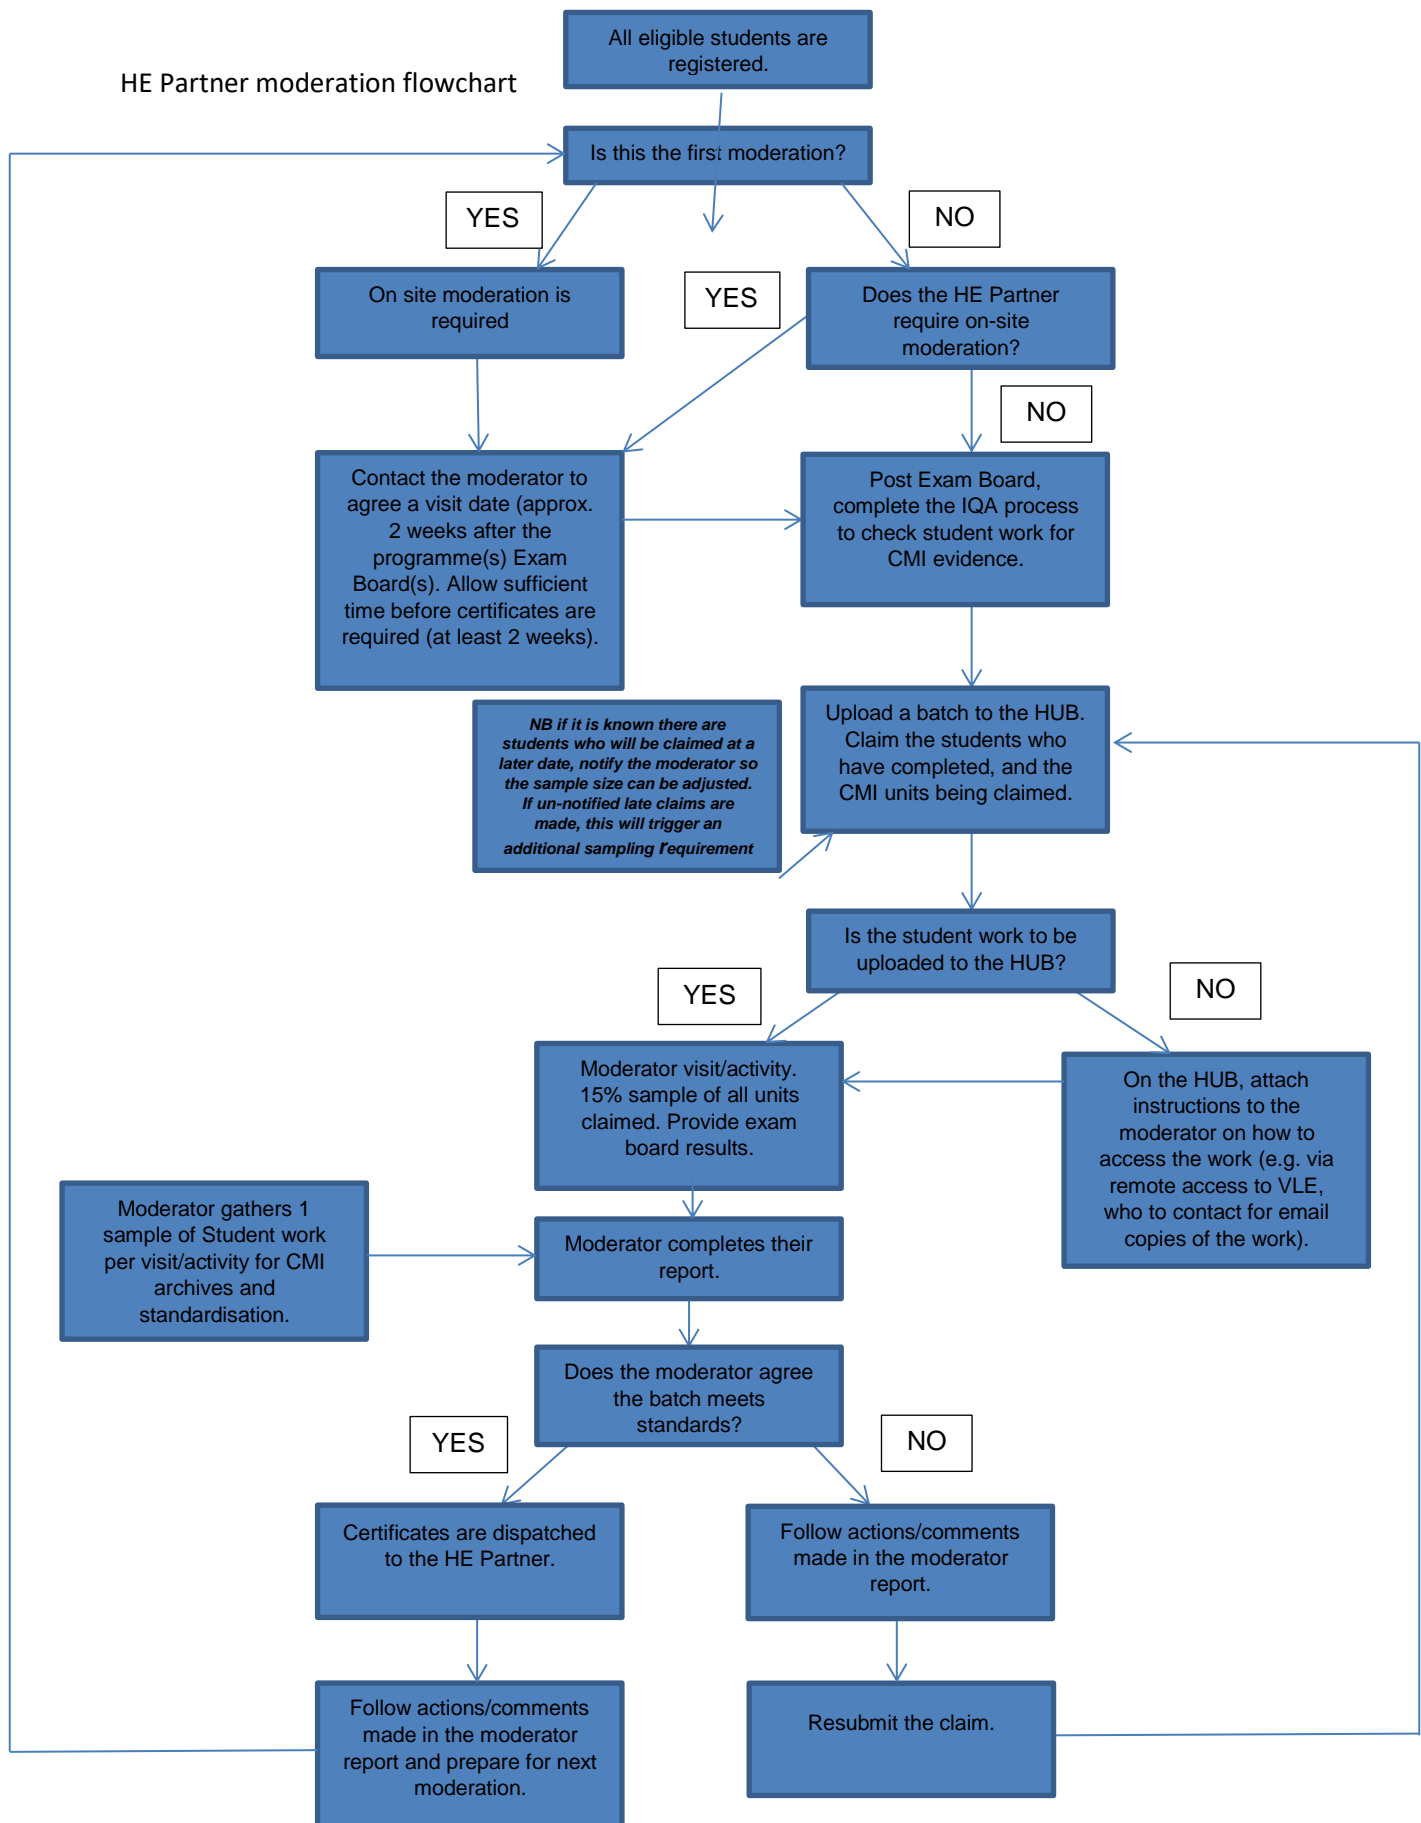 All eligible students are
registered.
HE Partner moderation flowchart
Is this the first moderation?
YES
NO
On site moderation is
required
YES
Does the HE Partner
require on-site
moderation?
NO
Contact the moderator to
agree a visit date (approx.
2 weeks after the
programme(s) Exam
Board(s). Allow sufficient
time before certificates are
required (at least 2 weeks).
Post Exam Board,
complete the IQA process
to check student work for
CMI evidence.
NB if it is known there are
students who will be claimed at a
later date, notify the moderator so
the sample size can be adjusted.
If un-notified late claims are
made, this will trigger an
additional sampling requirement
Upload a batch to the HUB.
Claim the students who
have completed, and the
CMI units being claimed.
Is the student work to be
uploaded to the HUB?
YES
NO
Moderator visit/activity.
15% sample of all units
claimed. Provide exam
board results.
On the HUB, attach
instructions to the
moderator on how to
access the work (e.g. via
remote access to VLE,
who to contact for email
copies of the work).
Moderator gathers 1
sample of Student work
per visit/activity for CMI
archives and
standardisation.
Moderator completes their
report.
Does the moderator agree
the batch meets
standards?
YES
NO
Certificates are dispatched
to the HE Partner.
Follow actions/comments
made in the moderator
report.
Follow actions/comments
made in the moderator
report and prepare for next
moderation.
Resubmit the claim.